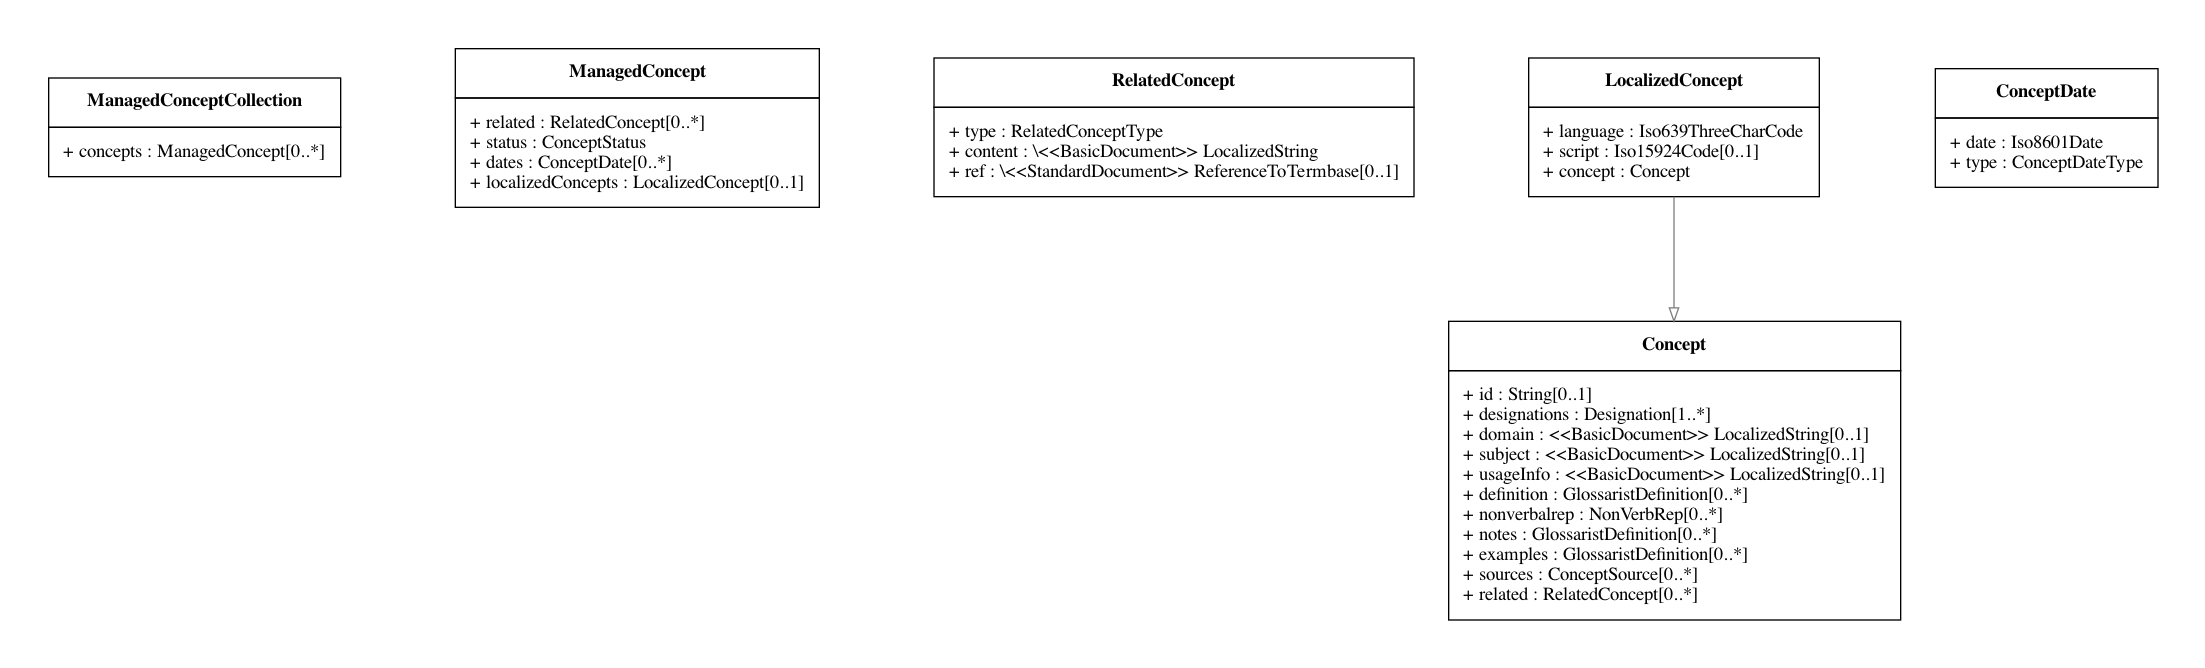 ManagedConceptCollection
+ concepts : ManagedConcept[0..*]
ManagedConcept
+ related : RelatedConcept[0..*]
+ status : ConceptStatus
+ dates : ConceptDate[0..*]
+ localizedConcepts : LocalizedConcept[0..1]
RelatedConcept
+ type : RelatedConceptType
+ content : \<<BasicDocument>> LocalizedString
+ ref : \<<StandardDocument>> ReferenceToTermbase[0..1]
LocalizedConcept
+ language : Iso639ThreeCharCode
+ script : Iso15924Code[0..1]
+ concept : Concept
ConceptDate
+ date : Iso8601Date
+ type : ConceptDateType
Concept
+ id : String[0..1]
+ designations : Designation[1..*]
+ domain : <<BasicDocument>> LocalizedString[0..1]
+ subject : <<BasicDocument>> LocalizedString[0..1]
+ usageInfo : <<BasicDocument>> LocalizedString[0..1]
+ definition : GlossaristDefinition[0..*]
+ nonverbalrep : NonVerbRep[0..*]
+ notes : GlossaristDefinition[0..*]
+ examples : GlossaristDefinition[0..*]
+ sources : ConceptSource[0..*]
+ related : RelatedConcept[0..*]